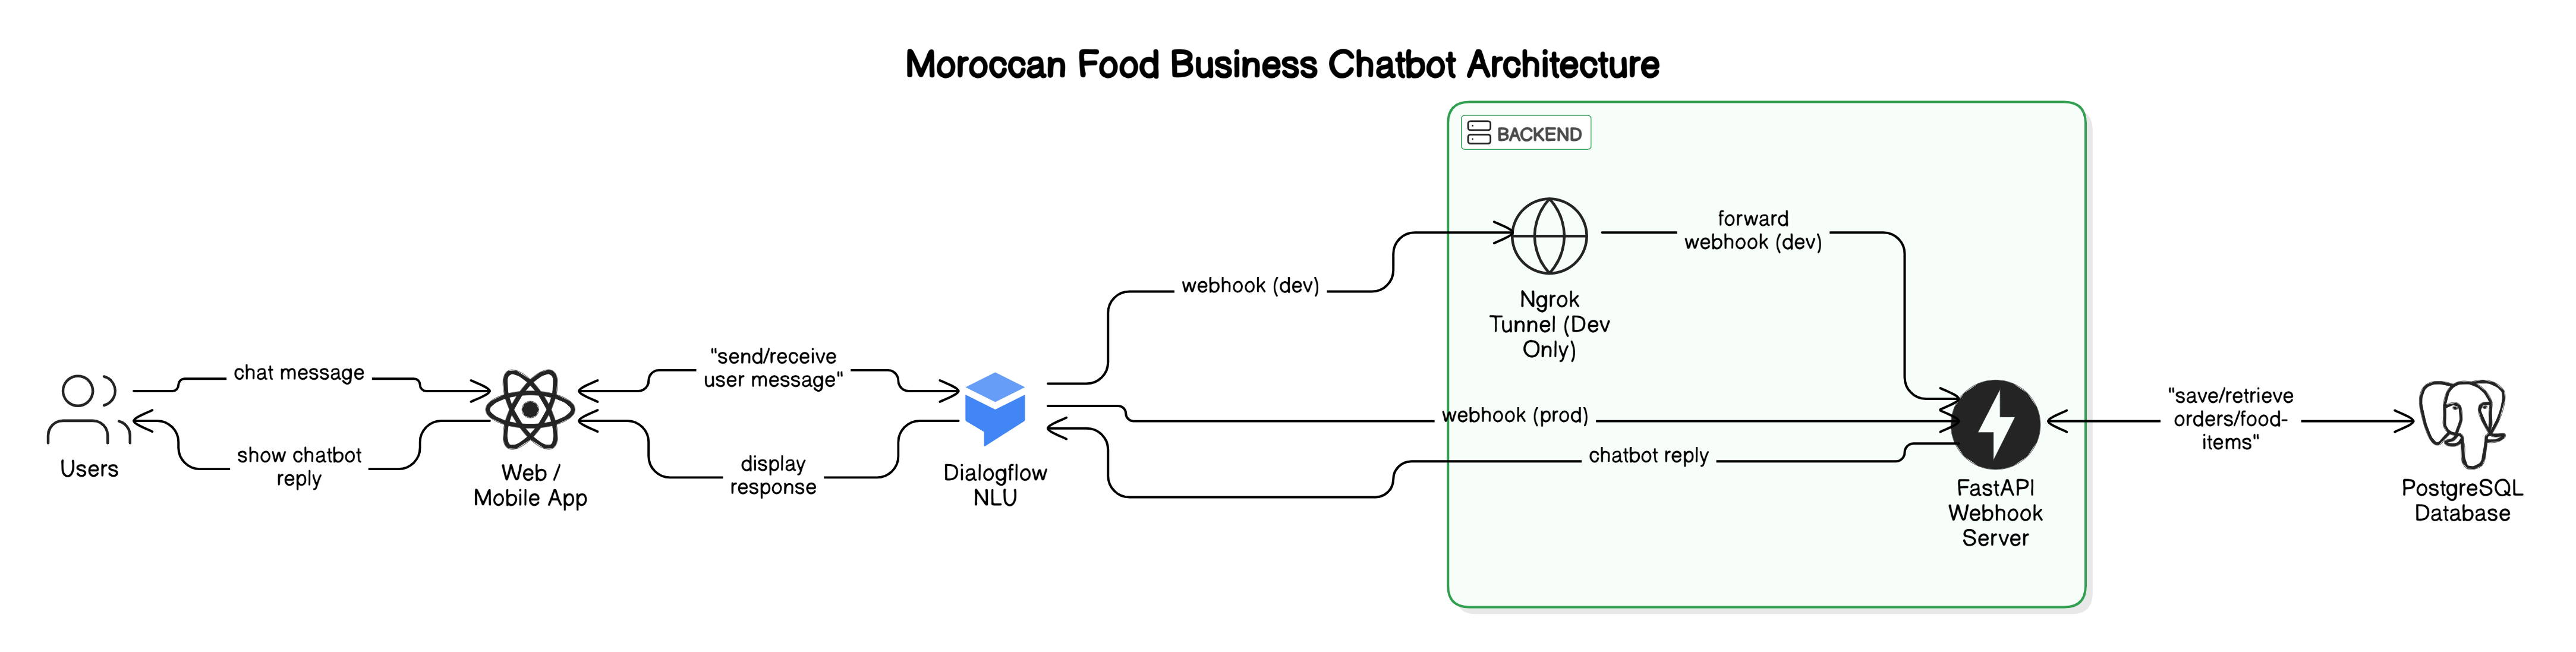 Moroccan Food Business Chatbot Architecture
BACKEND
forward
webhook (dev)
webhook (dev)
Ngrok
Tunnel (Dev
Only)
chat message
"send/receive
user message"
webhook (prod)
"save/retrieve
orders/food-
items"
show chatbot
reply
display
response
chatbot reply
Users
Web /
Mobile App
Dialogflow
NLU
FastAPI
Webhook
Server
PostgreSQL
Database